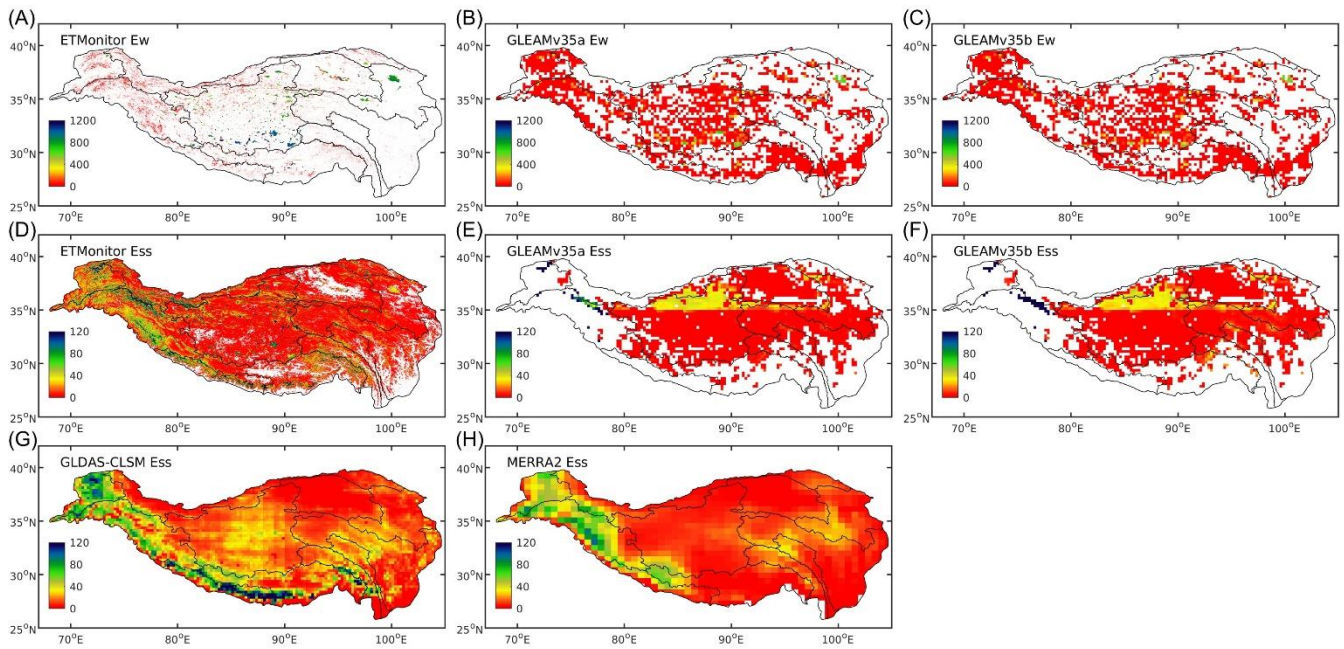 (A)
ETMonitor Ew
40°N
35°N
30°N
25°N
1200
800
400
0
70°E 80°E 90°E 100°E
(B)
GLEAMv35a Ew
40°N
35°N
30°N
25°N
1200
800
400
0
70°E 80°E 90°E 100°E
(C)
GLEAMv35b Ew
40°N
35°N
30°N
25°N
1200
800
400
0
70°E 80°E 90°E 100°E
(D)
ETMonitor Ess
40°N
35°N
30°N
25°N
120
80
40
0
70°E 80°E 90°E 100°E
(E)
GLEAMv35a Ess
40°N
35°N
30°N
25°N
120
80
40
0
70°E 80°E 90°E 100°E
(F)
GLEAMv35b Ess
40°N
35°N
30°N
25°N
120
80
40
0
70°E 80°E 90°E 100°E
(G)
GLDAS-CLSM Ess
40°N
35°N
30°N
25°N
120
80
40
0
70°E 80°E 90°E 100°E
(H)
MERRA2 Ess
40°N
35°N
30°N
25°N
120
80
40
0
70°E 80°E 90°E 100°E